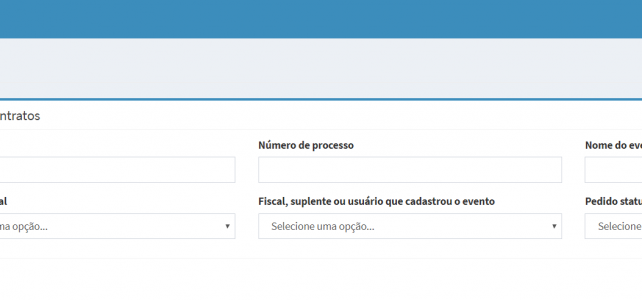 ntratos
Número de processo
Nome do eve
al
Fiscal, suplente ou usuário que cadastrou o evento
Pedido statu
na opção...
Selecione uma opção...
Selecione